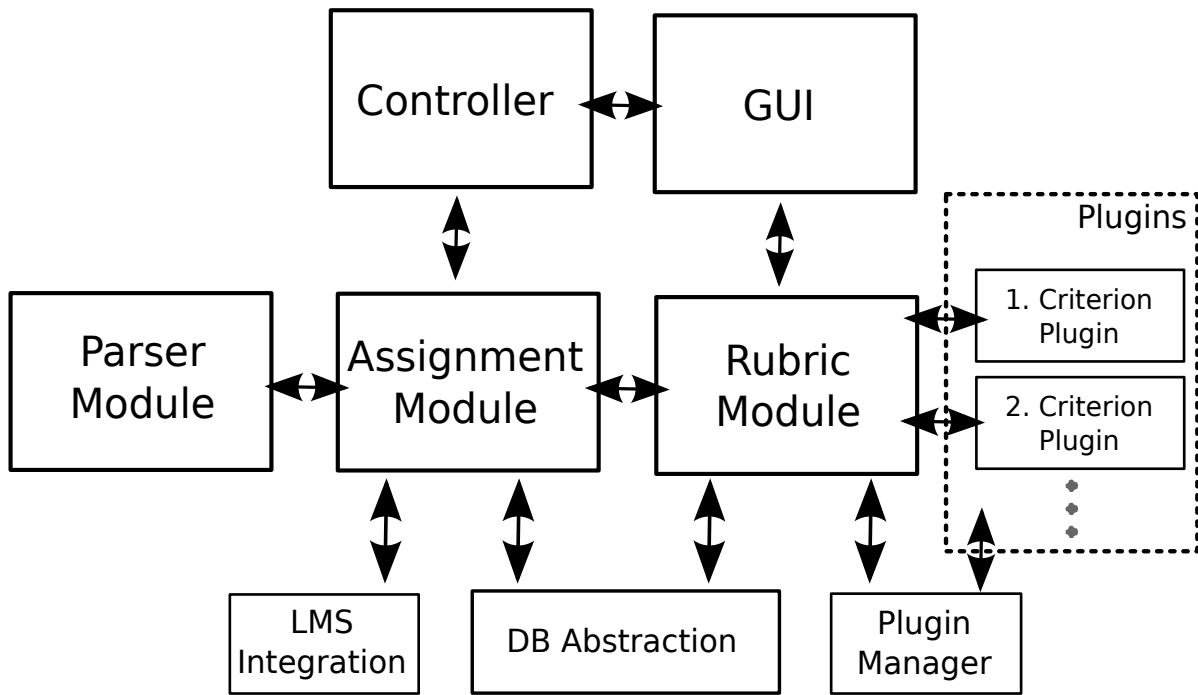 Controller
GUI
Plugins
1. Criterion
Plugin
Parser
Module
Assignment
Module
Rubric
Module
2. Criterion
Plugin
LMS
Integration
DB Abstraction
Plugin
Manager